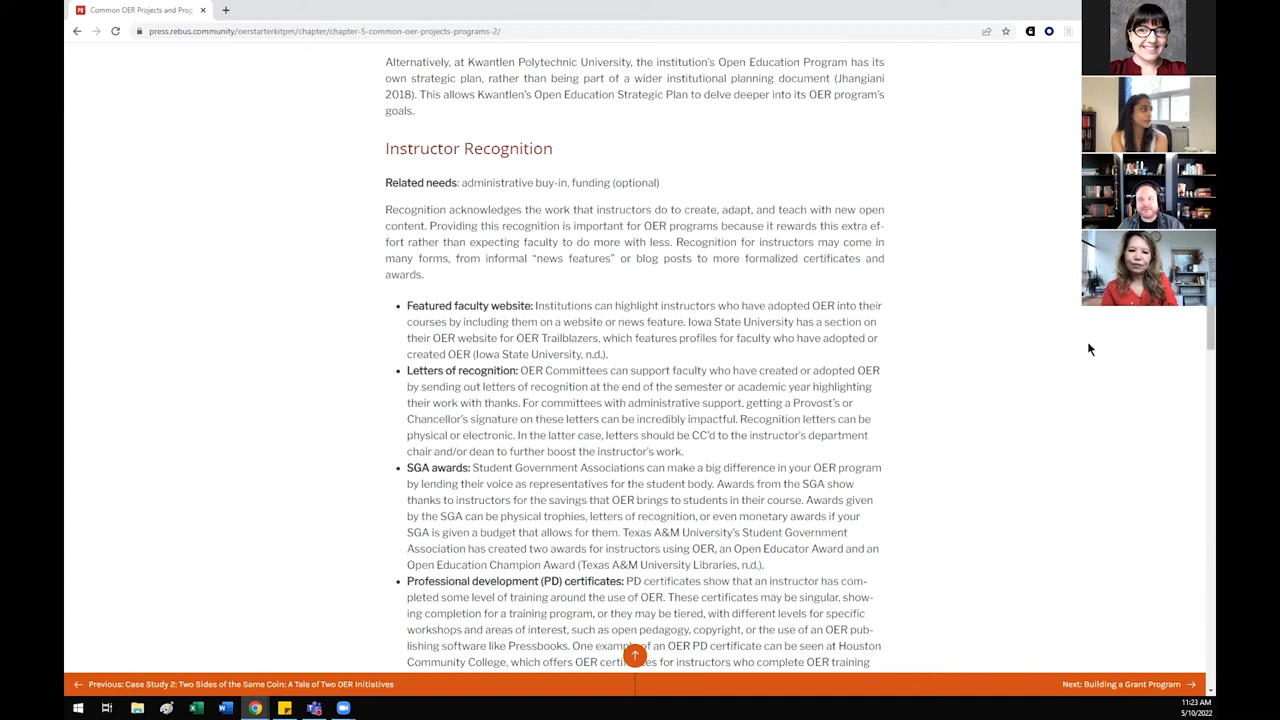 Common OER Projects and Prog
press.rebus.community/oerstarterkitpm/chapter/chapter-5-common-oer-projects-programs-2/
Alternatively, at Kwantlen Polytechnic University, the institution's Open Education Program has its
own strategic plan, rather than being part of a wider institutional planning document (Jhangiani
2018). This allows Kwantlen's Open Education Strategic Plan to delve deeper into its OER program's
goals.
Instructor Recognition
Related needs: administrative buy-in, funding (optional)
Recognition acknowledges the work that instructors do to create, adapt, and teach with new open
content. Providing this recognition is important for OER programs because it rewards this extra ef-
fort rather than expecting faculty to do more with less. Recognition for instructors may come in
many forms, from informal “news features” or blog posts to more formalized certificates and
awards.
• Featured faculty website: Institutions can highlight instructors who have adopted OER into their
courses by including them on a website or news feature. Iowa State University has a section on
their OER website for OER Trailblazers, which features profiles for faculty who have adopted or
created OER (Iowa State University, n.d.).
• Letters of recognition: OER Committees can support faculty who have created or adopted OER
by sending out letters of recognition at the end of the semester or academic year highlighting
their work with thanks. For committees with administrative support, getting a Provost's or
Chancellor's signature on these letters can be incredibly impactful. Recognition letters can be
physical or electronic. In the latter case, letters should be CC'd to the instructor's department
chair and/or dean to further boost the instructor's work.
• SGA awards: Student Government Associations can make a big difference in your OER program
by lending their voice as representatives for the student body. Awards from the SGA show
thanks to instructors for the savings that OER brings to students in their course. Awards given
by the SGA can be physical trophies, letters of recognition, or even monetary awards if your
SGA is given a budget that allows for them. Texas A&M University's Student Government
Association has created two awards for instructors using OER, an Open Educator Award and an
Open Education Champion Award (Texas A&M University Libraries, n.d.).
• Professional development (PD) certificates: PD certificates show that an instructor has com-
pleted some level of training around the use of OER. These certificates may be singular, show-
ing completion for a training program, or they may be tiered, with different levels for specific
workshops and areas of interest, such as open pedagogy, copyright, or the use of an OER pub-
lishing software like Pressbooks. One example of an OER PD certificate can be seen at Houston
Community College, which offers OER certificates for instructors who complete OER training
Previous: Case Study 2: Two Sides of the Same Coin: A Tale of Two OER Initiatives
Next: Building a Grant Program
11:23 AM
5/10/2022